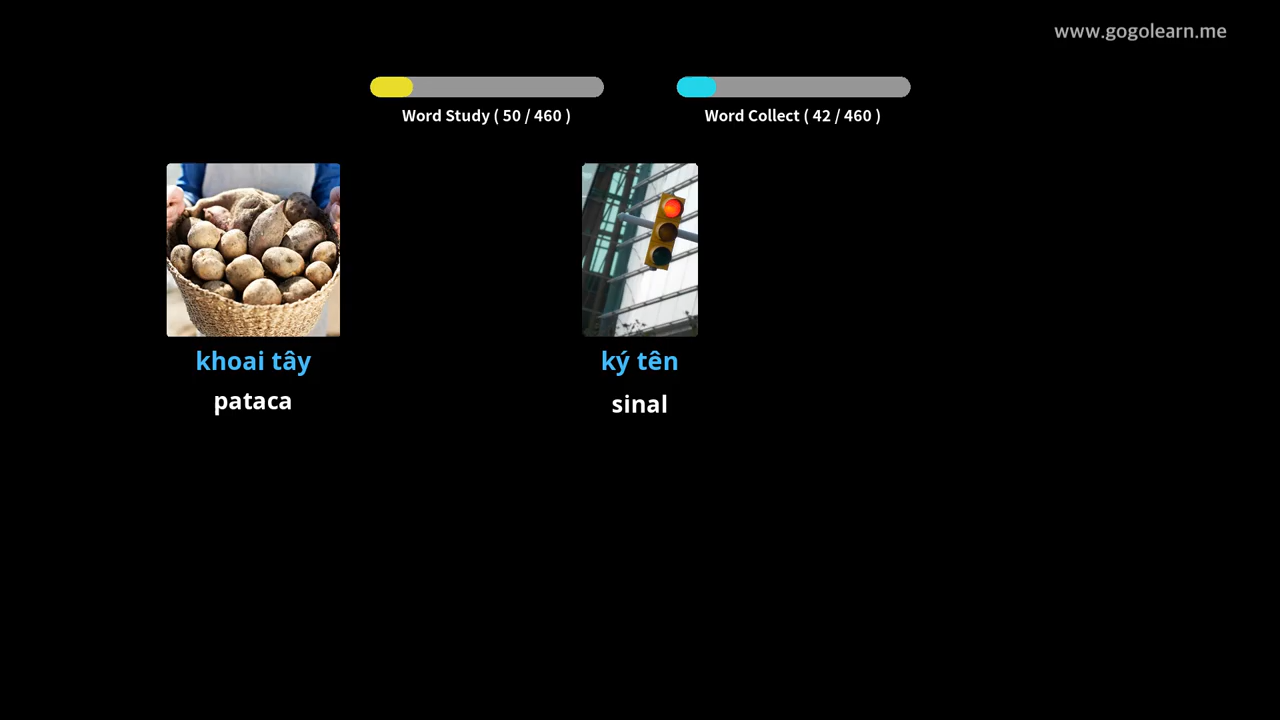 www.gogolearn.me
Word Study ( 50 / 460 )
Word Collect ( 42 / 460 )
khoai tây
pataca
ký tên
sinal